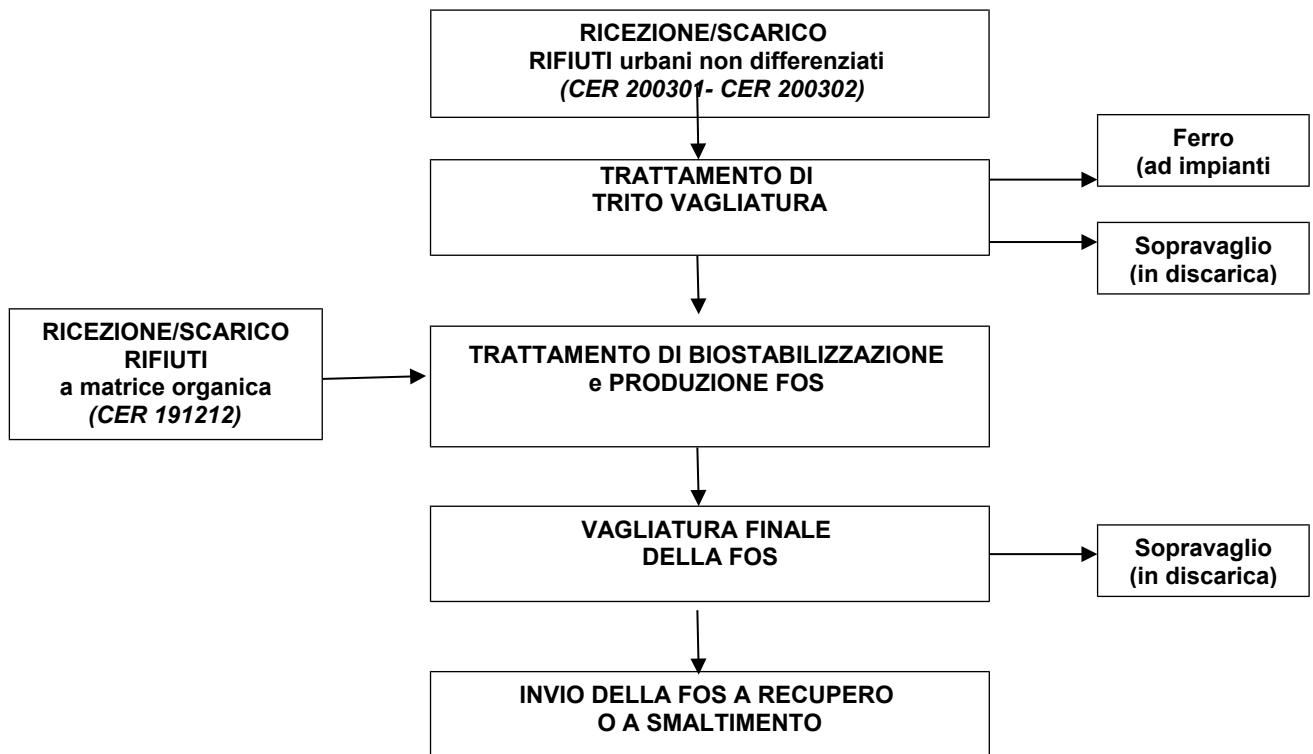 RICEZIONE/SCARICO
RIFIUTI urbani non differenziati
(CER 200301- CER 200302)
Ferro
(ad impianti
TRATTAMENTO DI
TRITO VAGLIATURA
Sopravaglio
(in discarica)
RICEZIONE/SCARICO
RIFIUTI
a matrice organica
(CER 191212)
TRATTAMENTO DI BIOSTABILIZZAZIONE
e PRODUZIONE FOS
VAGLIATURA FINALE
DELLA FOS
Sopravaglio
(in discarica)
INVIO DELLA FOS A RECUPERO
O A SMALTIMENTO